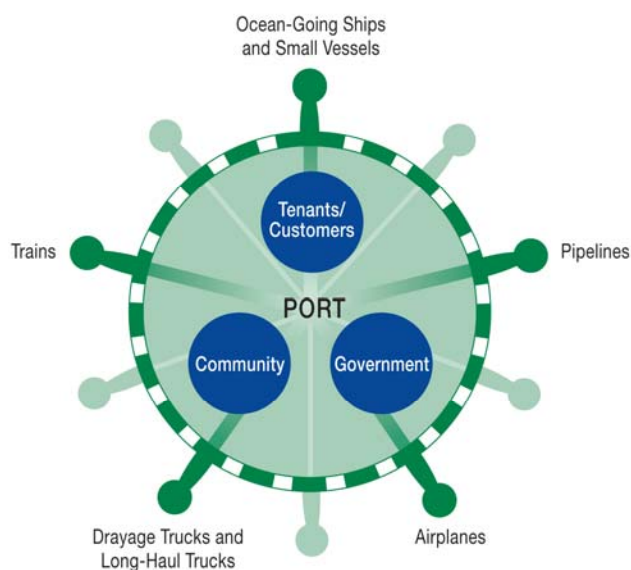 Ocean-Going Ships
and Small Vessels
Tenants/
Customers
Trains
Pipelines
PORT
Community
Government
Drayage Trucks and
Long-Haul Trucks
Airplanes